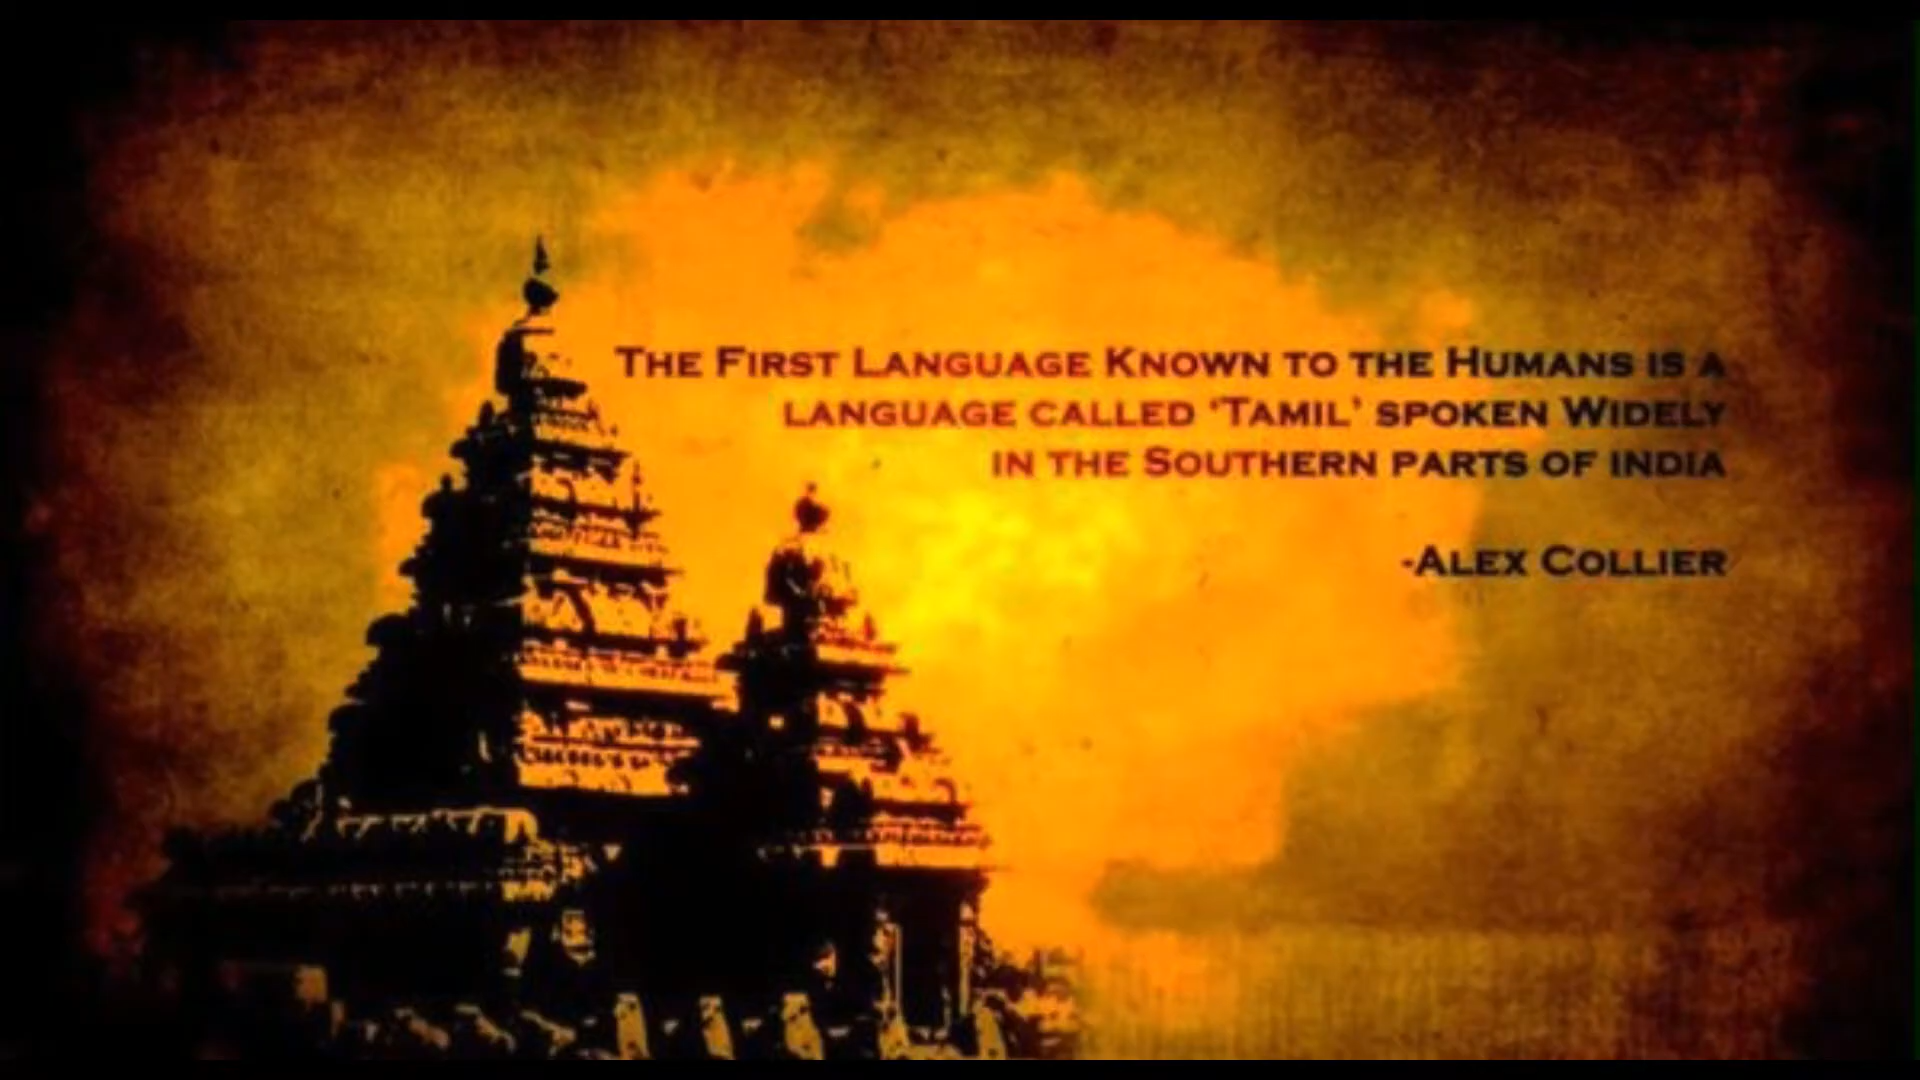 The First Language Known to the Humans is a
language called ‘Tamil’ spoken Widely
in the Southern parts of india
-Alex Collier